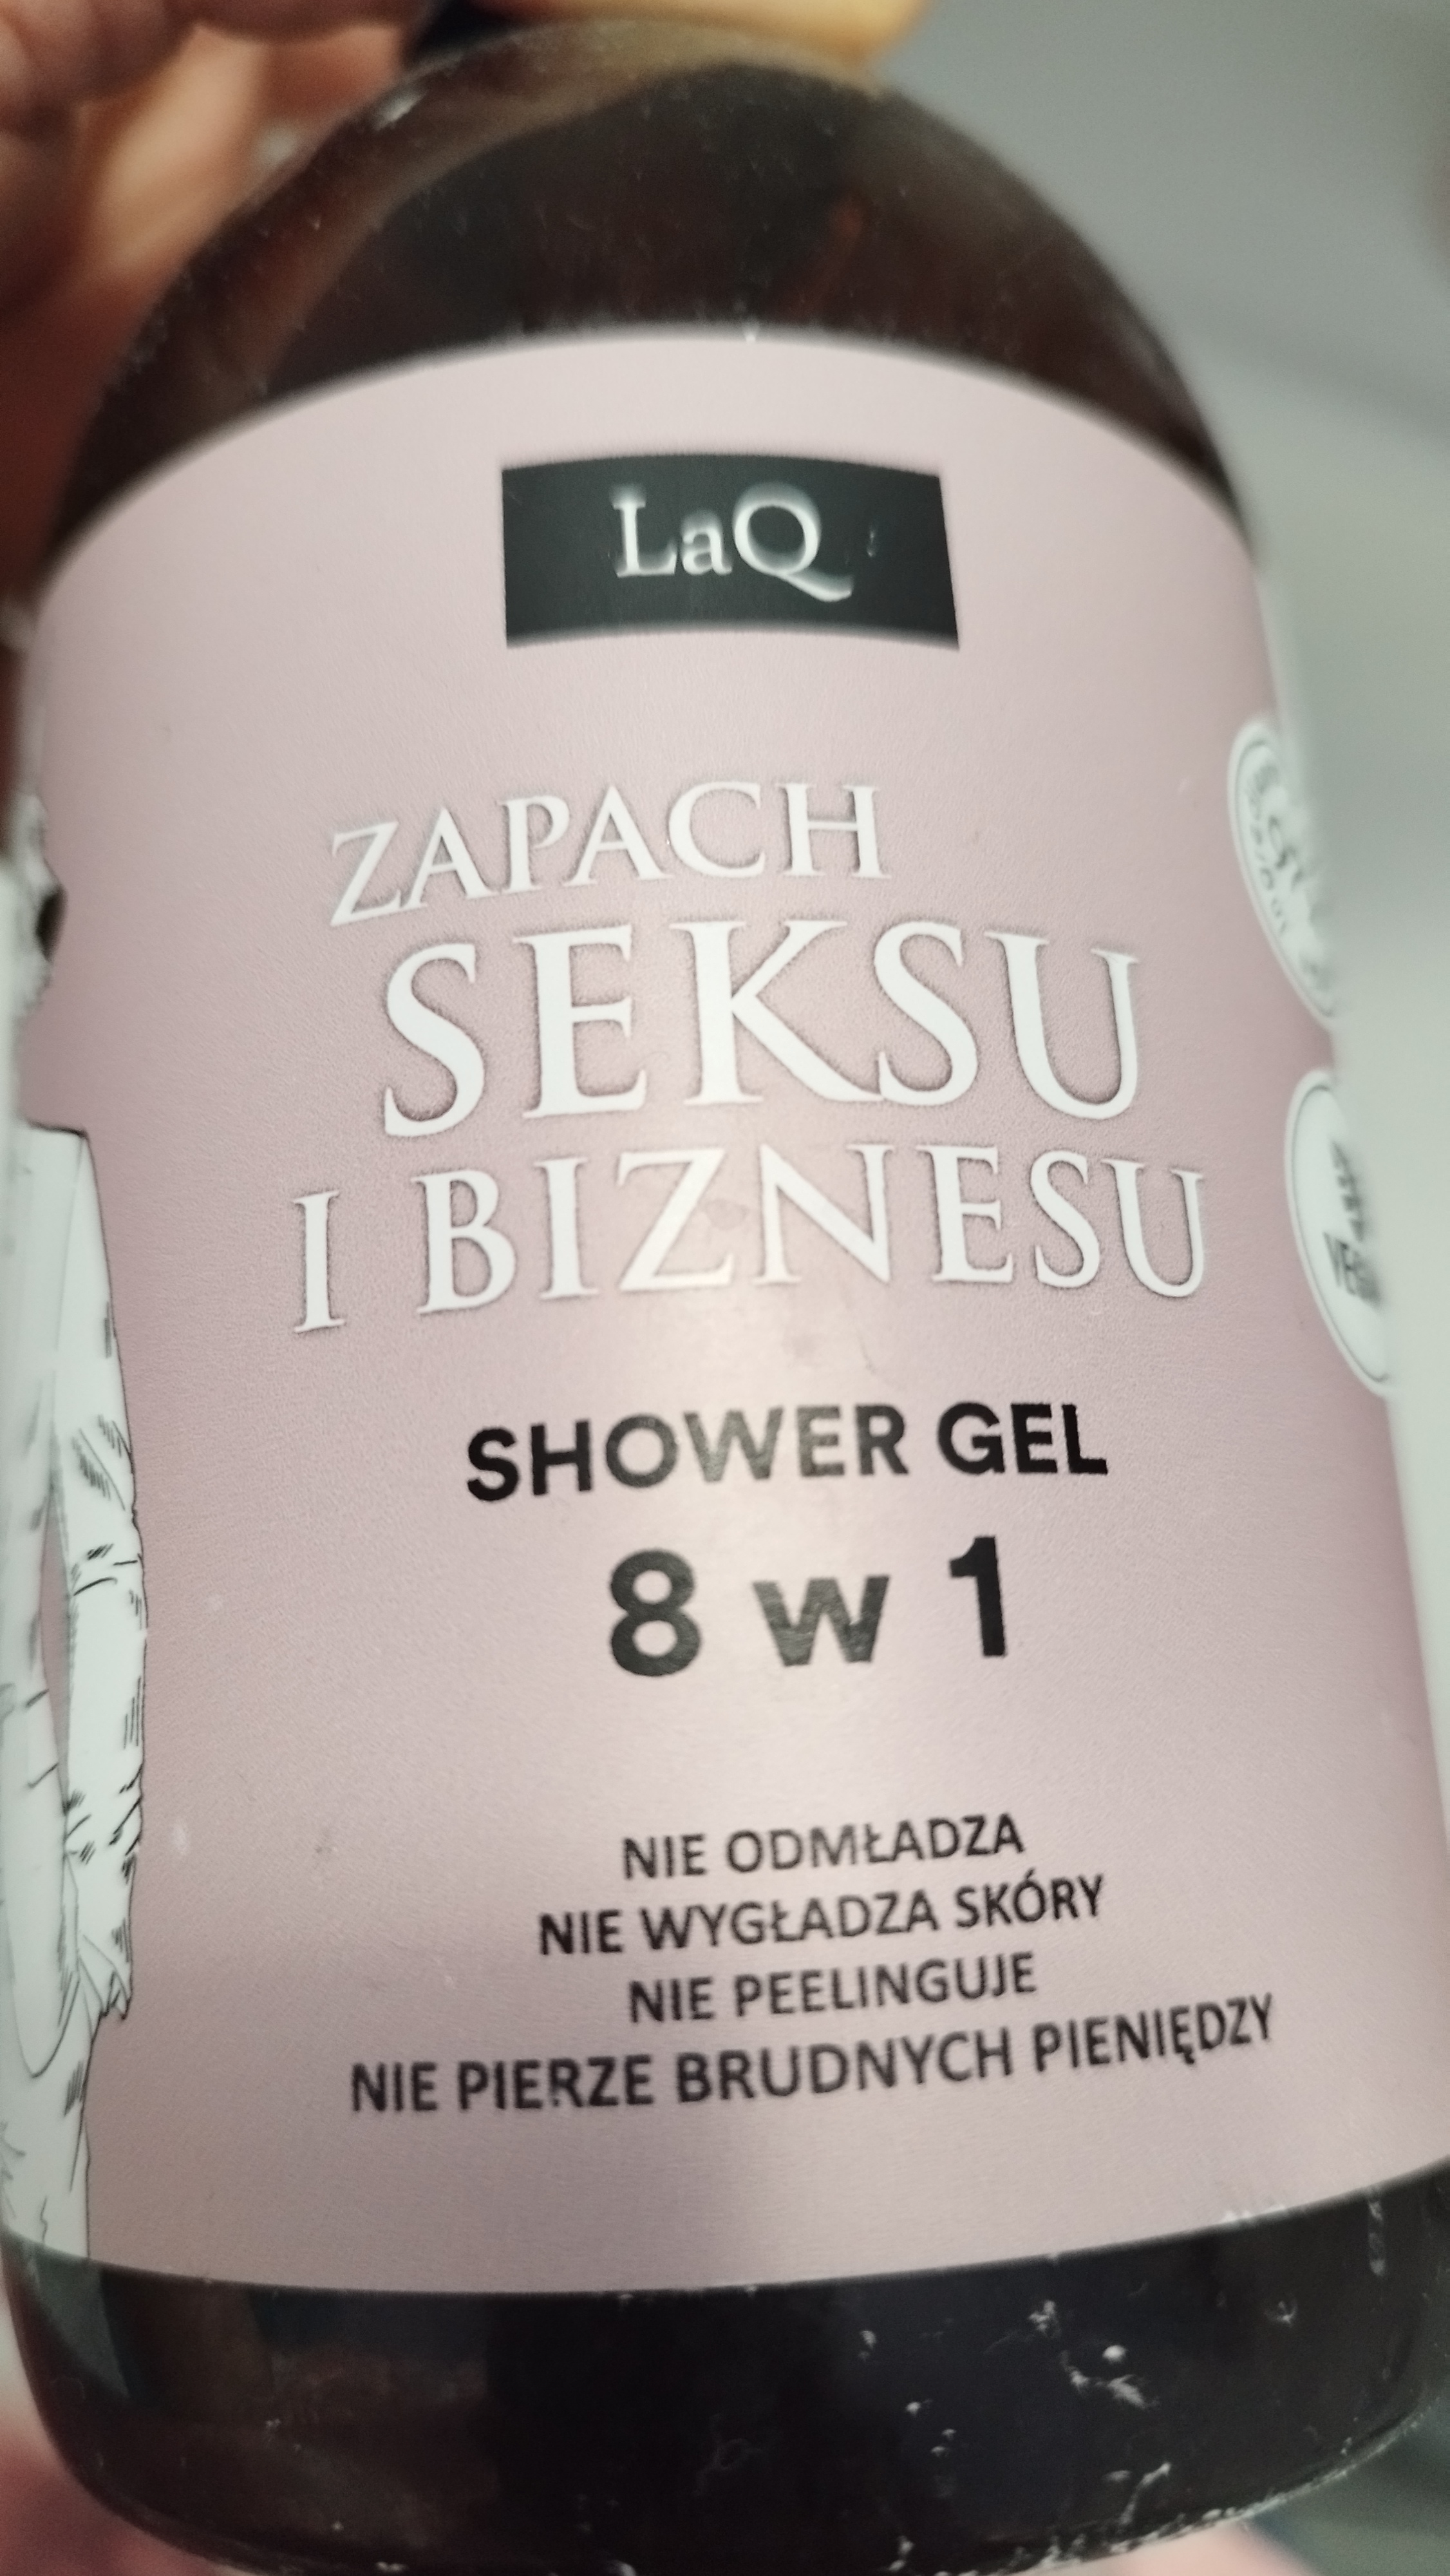 LaQ
ZAPACH
SEKSU
I BIZNESU
SHOWER GEL
8 w 1
NIE ODMŁADZA
NIE WYGŁADZA SKÓRY
NIE PEELINGUJE
NIE PIERZE BRUDNYCH PIENIĘDZY